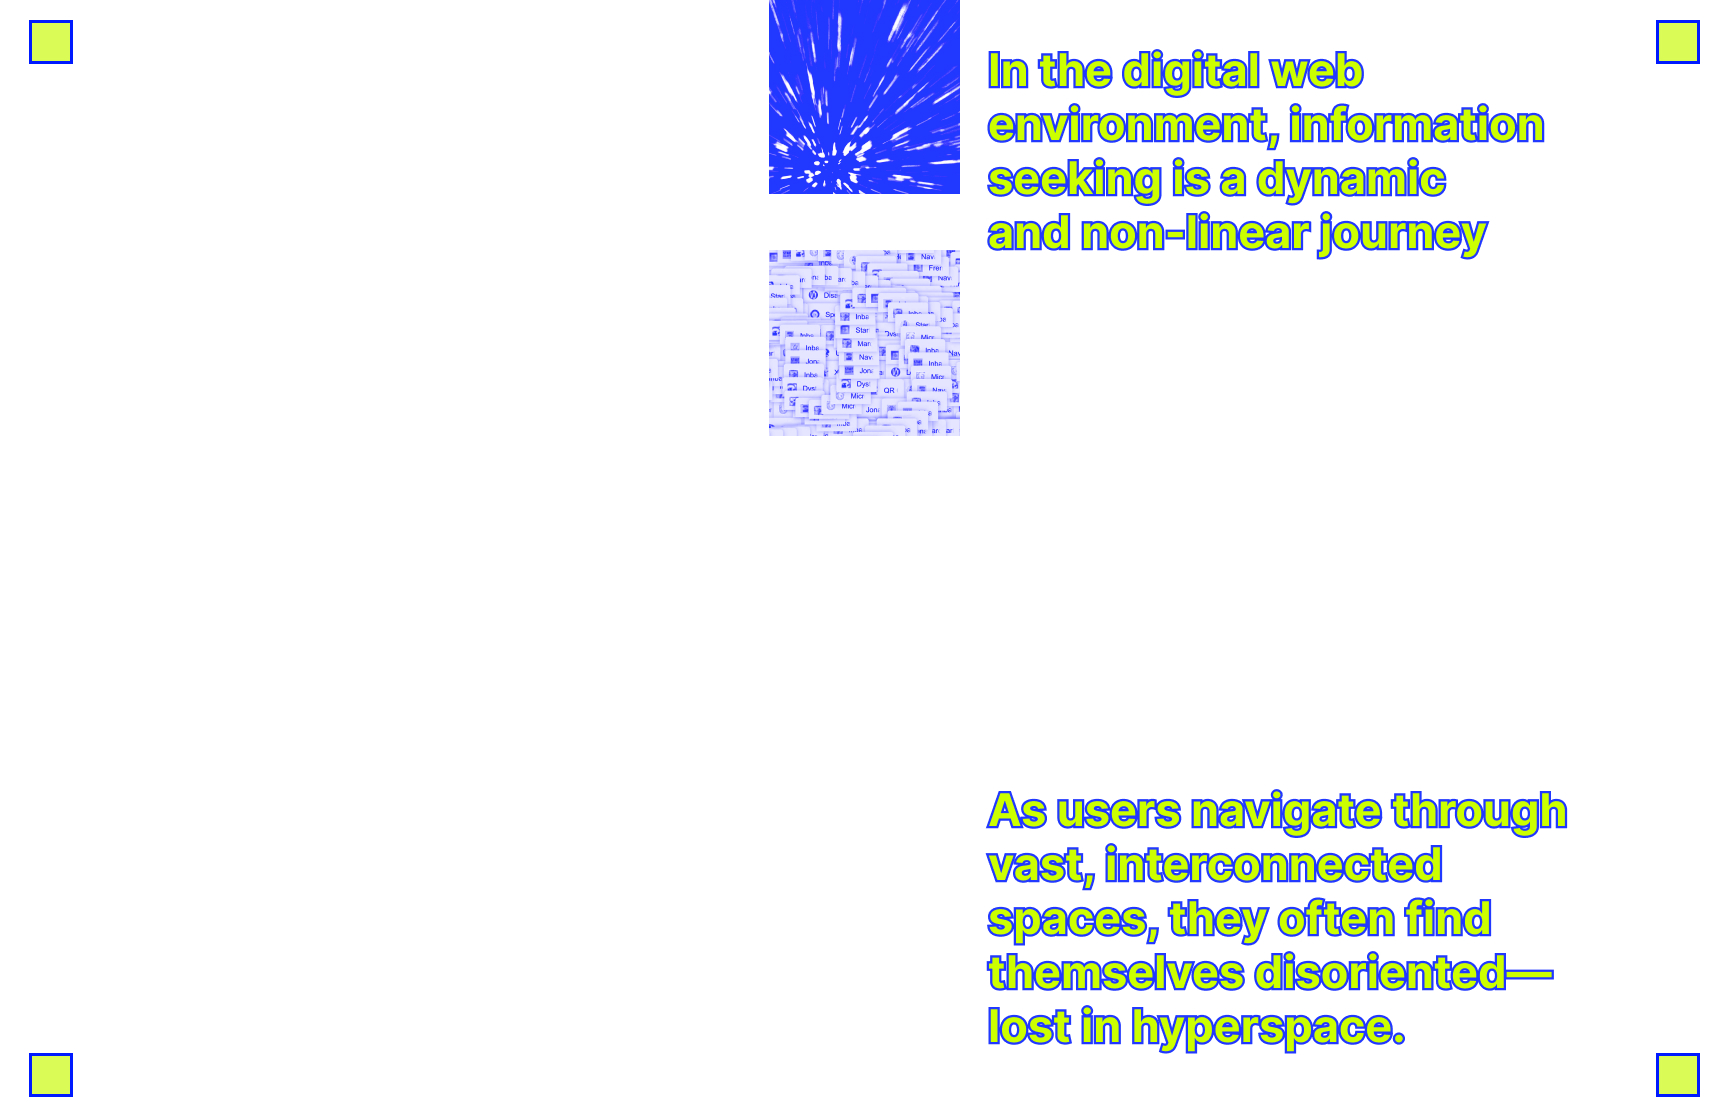 In the digital web
environment, information
seeking is a dynamic
and non-linear journey
As users navigate through
vast, interconnected
spaces, they often find
themselves disoriented—
lost in hyperspace.